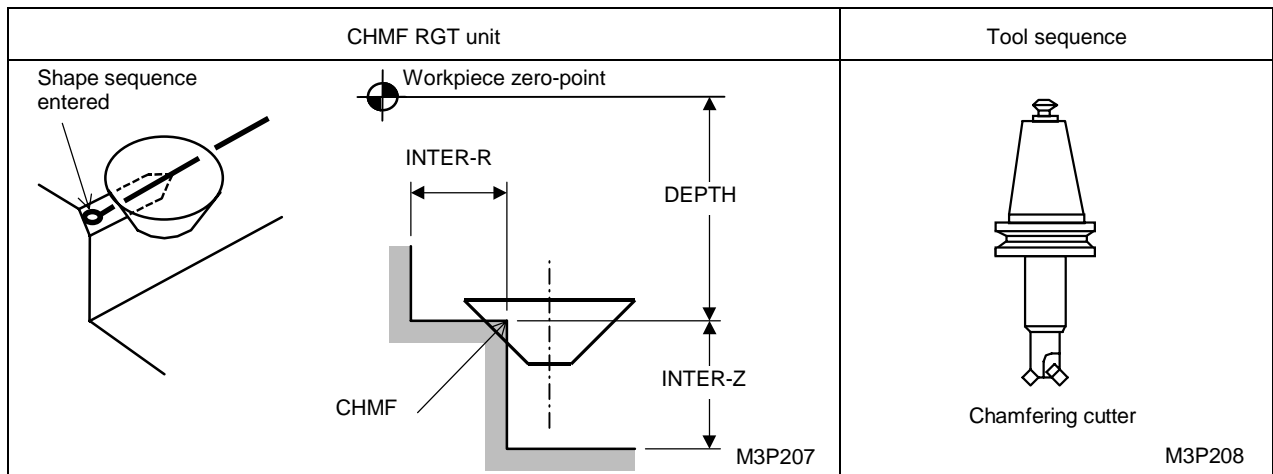 CHMF RGT unit
Tool sequence
Shape sequence
entered
Workpiece zero-point
INTER-R
DEPTH
INTER-Z
CHMF
M3P207
Chamfering cutter
M3P208